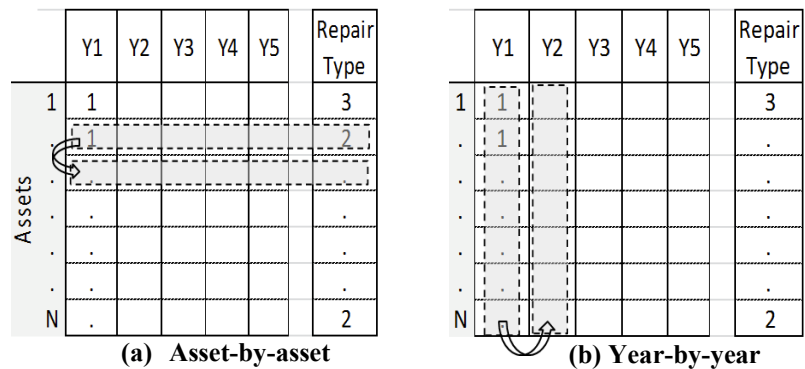 Y1 Y2 Y3 Y4 Y5 Repair Type
1 1 3
. 1 2
. . .
. . .
. . .
. . .
N . 2
Assets
(a) Asset-by-asset
Y1 Y2 Y3 Y4 Y5 Repair Type
1 1 3
. 1 .
. . .
. . .
. . .
. . .
N . 2
(b) Year-by-year